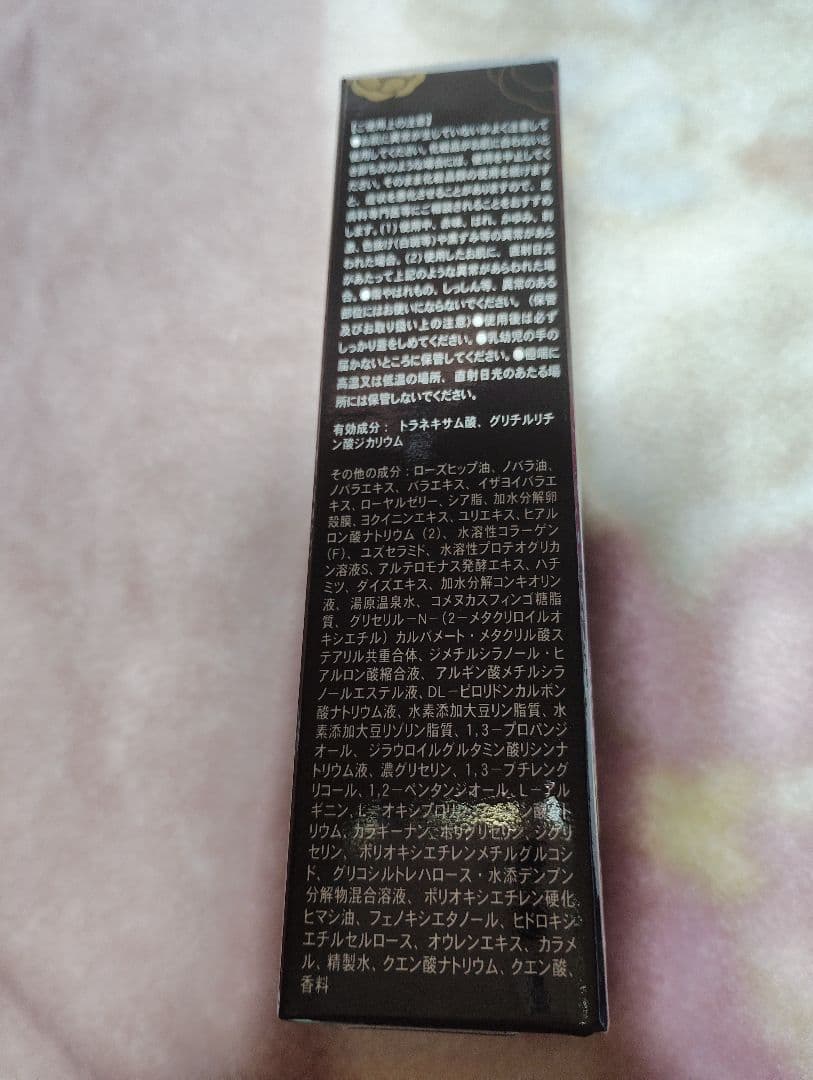 【ご使用上の注意】
●お肌に異常が生じていないかよく注意して
使用してください。化粧品がお肌に合わないと
きはご使用をおやめください。
だい。そのまま化粧品類の使用を続けます
と、症状を悪化させることがありますので、皮
膚科専門医等にご相談されることをおすすめ
します。(1)使用中、赤味、はれ、かゆみ、刺
激、色抜け(白斑等)や黒ずみ等の異常があら
われた場合。(2)使用したお肌に、直射日光
があたって上記のような異常があらわれた場
合。●傷やはれもの、しっしん等、異常のある
部位にはお使いにならないでください。(保管
及びお取り扱い上の注意)●使用後は必ず
しっかり蓋をしめてください。●乳幼児の手の
届かないところに保管してください。●極端に
高温又は低温の場所、直射日光のあたる場
所には保管しないでください。
有効成分：トラネキサム酸、グリチルリチ
ン酸ジカリウム
その他の成分：ローズヒップ油、ノバラ油、
ノバラエキス、バラエキス、イザヨイバラエ
キス、ローヤルゼリー、シア脂、加水分解卵
殻膜、ヨクイニンエキス、ユリエキス、ヒアル
ロン酸ナトリウム（2）、水溶性コラーゲン
（F）、ユズセラミド、水溶性プロテオグリカ
ン溶液S、アルテロモナス発酵エキス、ハチ
ミツ、ダイズエキス、加水分解コンキオリン
液、湯原温泉水、コメヌカスフィンゴ糖脂
質、グリセリル－N－（2－メタクリロイルオ
キシエチル）カルバメート・メタクリル酸ス
テアリル共重合体、ジメチルシラノール・ヒ
アルロン酸縮合液、アルギン酸メチルシラ
ノールエステル液、DL－ピロリドンカルボン
酸ナトリウム液、水素添加大豆リン脂質、水
素添加大豆リゾリン脂質、1,3－プロパンジ
オール、ジラウロイルグルタミン酸リシンナ
トリウム液、濃グリセリン、1,3－ブチレング
リコール、1,2－ペンタンジオール、L－アル
ギニン、L－オキシプロリン酸ナト
リウム、カラギーナン、ポリグリセリン、ジグリ
セリン、ポリオキシエチレンメチルグルコシ
ド、グリコシルトレハロース・水添デンプン
分解物混合溶液、ポリオキシエチレン硬化
ヒマシ油、フェノキシエタノール、ヒドロキシ
エチルセルロース、オウレンエキス、カラメ
ル、精製水、クエン酸ナトリウム、クエン酸、
香料